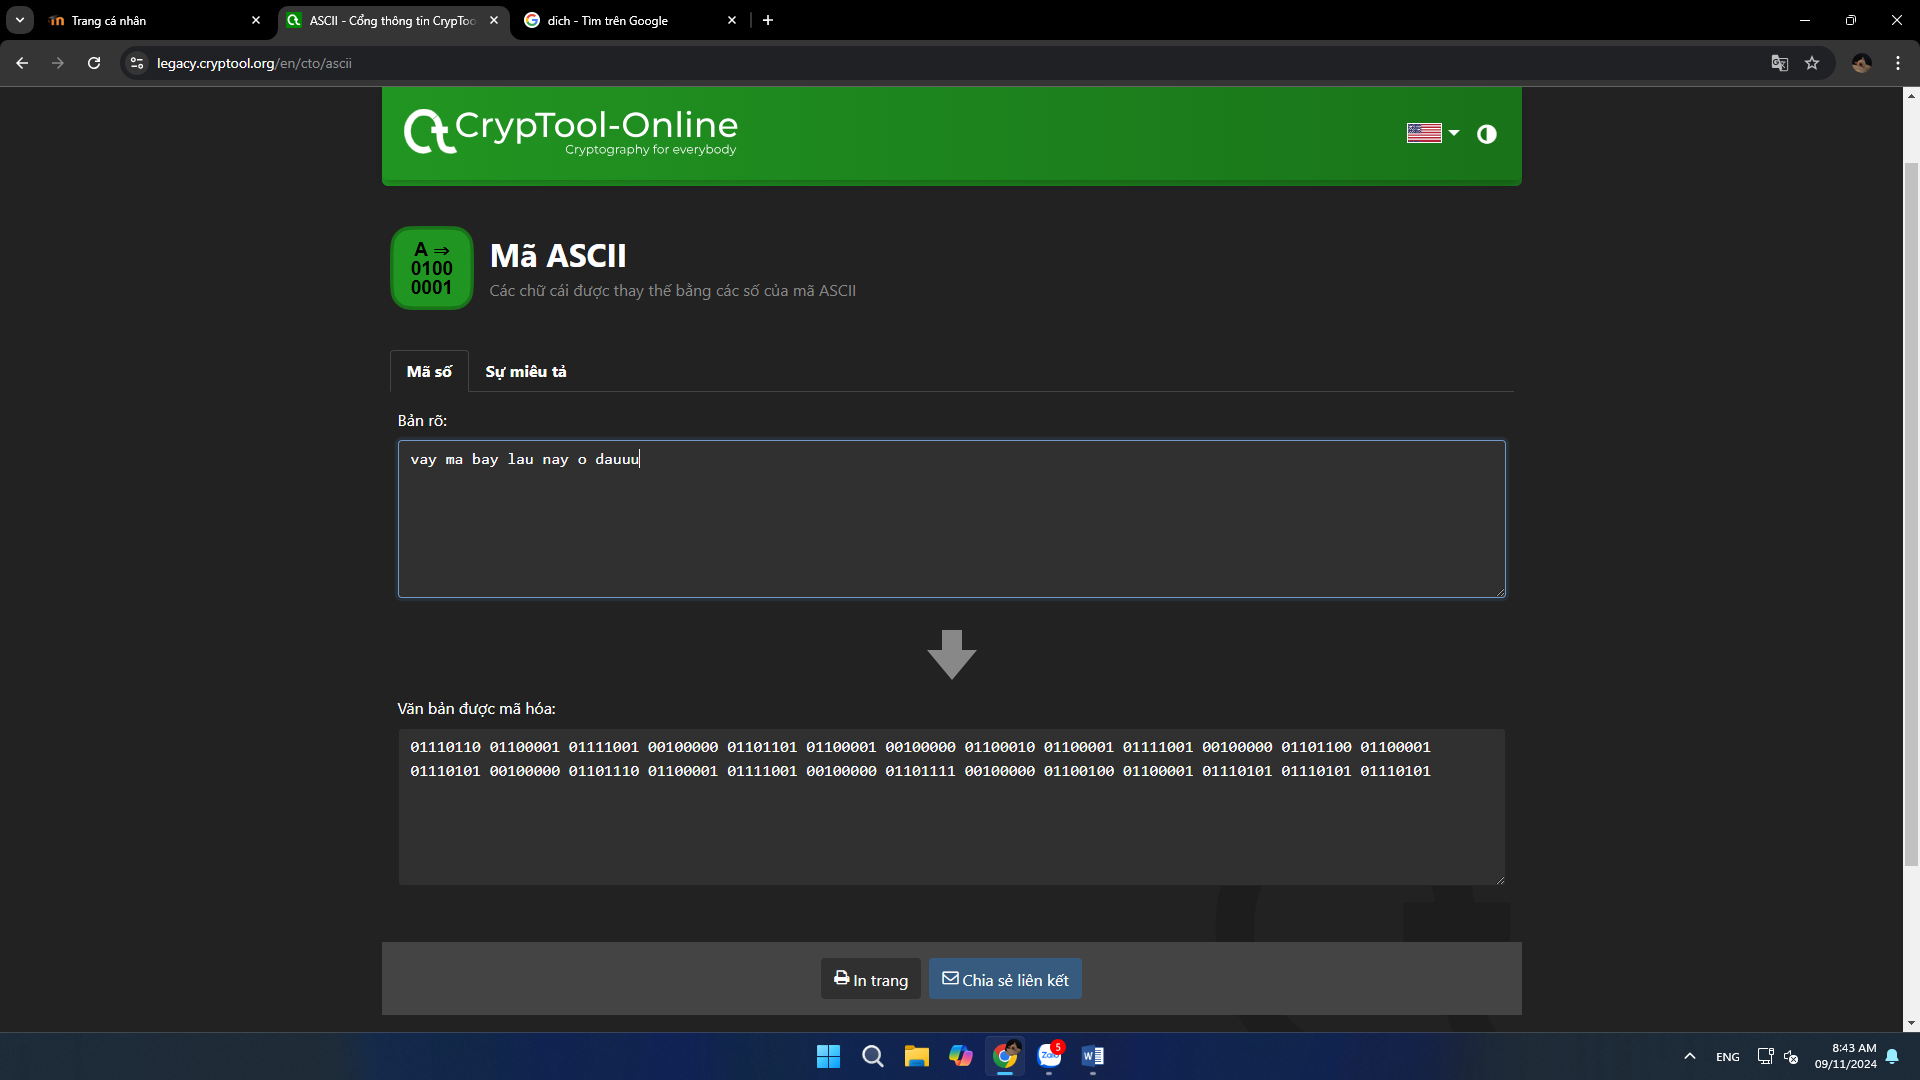 Trang cá nhân
ASCII - Cổng thông tin CrypToo
dich - Tìm trên Google
legacy.cryptool.org/en/cto/ascii
CrypTool-Online
Cryptography for everybody
A ⇒
0100
0001
Mã ASCII
Các chữ cái được thay thế bằng các số của mã ASCII
Mã số
Sự miêu tả
Bản rõ:
vay ma bay lau nay o dauuu
Văn bản được mã hóa:
01110110 01100001 01111001 00100000 01101101 01100001 00100000 01100010 01100001 01111001 00100000 01101100 01100001
01110101 00100000 01101110 01100001 01111001 00100000 01101111 00100000 01100100 01100001 01110101 01110101 01110101
In trang
Chia sẻ liên kết
Zalo
5
ENG
8:43 AM
09/11/2024